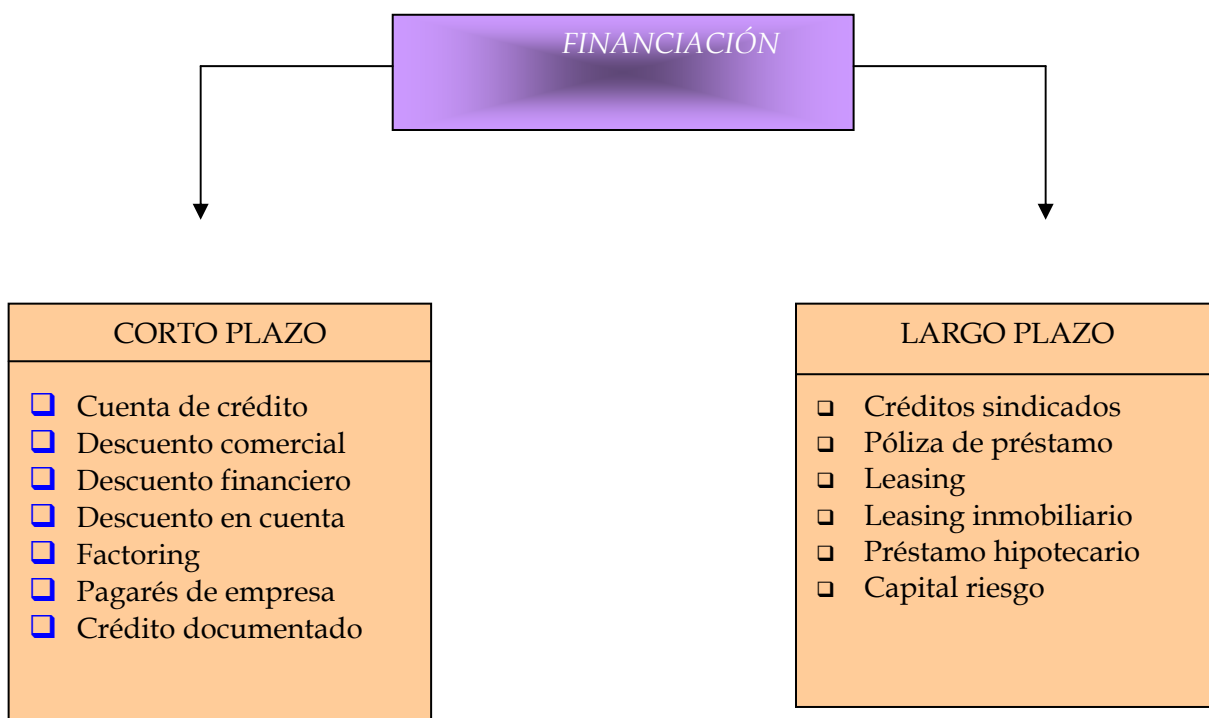 FINANCIACIÓN
CORTO PLAZO
Cuenta de crédito
Descuento comercial
Descuento financiero
Descuento en cuenta
Factoring
Pagarés de empresa
Crédito documentado
LARGO PLAZO
Créditos sindicados
Póliza de préstamo
Leasing
Leasing inmobiliario
Préstamo hipotecario
Capital riesgo